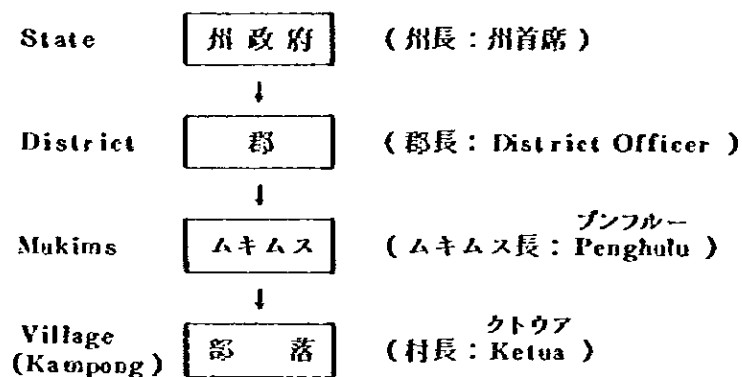 State 州政府 (州長：州首席)
↓
District 郡 (郡長：District Officer)
↓
プンフルー
Mukims ムキムス (ムキムス長：Penghulu)
↓
クトウア
Village
(Kampong) 部落 (村長：Ketua)